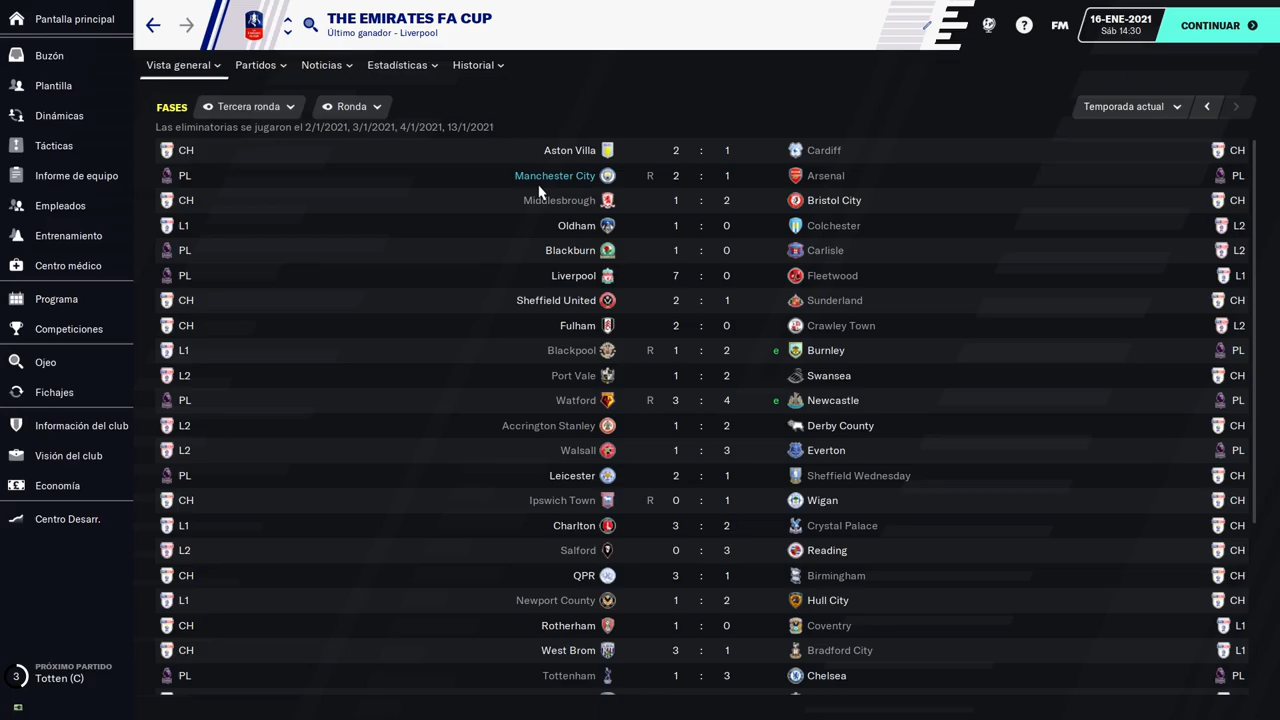 Pantalla principal
Buzón
Plantilla
Dinámicas
Tácticas
Informe de equipo
Empleados
Entrenamiento
Centro médico
Programa
Competiciones
Ojeo
Fichajes
Información del club
Visión del club
Economía
Centro Desarr.
PRÓXIMO PARTIDO
3 Totten (C)
THE EMIRATES FA CUP
Último ganador - Liverpool
FM
16-ENE-2021
Sáb 14:30
CONTINUAR
Vista general Partidos Noticias Estadísticas Historial
FASES Tercera ronda Ronda Temporada actual
Las eliminatorias se jugaron el 2/1/2021, 3/1/2021, 4/1/2021, 13/1/2021
CH Aston Villa 2 : 1 Cardiff CH
PL Manchester City R 2 : 1 Arsenal PL
CH Middlesbrough 1 : 2 Bristol City CH
L1 Oldham 1 : 0 Colchester L2
PL Blackburn 1 : 0 Carlisle L2
PL Liverpool 7 : 0 Fleetwood L1
CH Sheffield United 2 : 1 Sunderland CH
CH Fulham 2 : 0 Crawley Town L2
L1 Blackpool R 1 : 2 e Burnley PL
L2 Port Vale 1 : 2 Swansea CH
PL Watford R 3 : 4 e Newcastle PL
L2 Accrington Stanley 1 : 2 Derby County CH
L2 Walsall 1 : 3 Everton PL
PL Leicester 2 : 1 Sheffield Wednesday CH
CH Ipswich Town R 0 : 1 Wigan CH
L1 Charlton 3 : 2 Crystal Palace CH
L2 Salford 0 : 3 Reading CH
CH QPR 3 : 1 Birmingham CH
L1 Newport County 1 : 2 Hull City CH
CH Rotherham 1 : 0 Coventry L1
CH West Brom 3 : 1 Bradford City L1
PL Tottenham 1 : 3 Chelsea PL